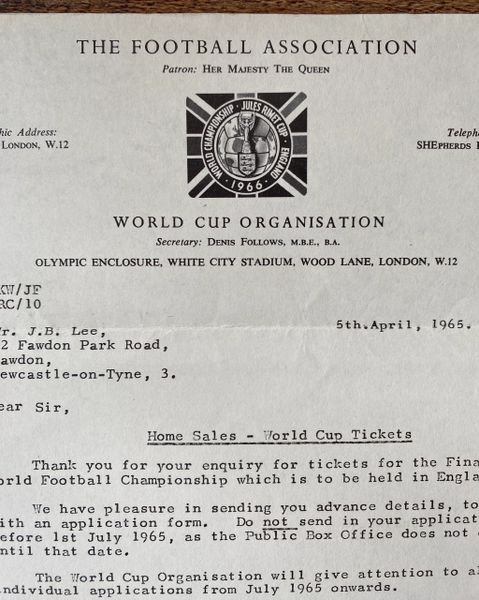 THE FOOTBALL ASSOCIATION
Patron: HER MAJESTY THE QUEEN
WORLD CHAMPIONSHIP · JULES RIMET CUP · ENGLAND
· 1966 ·
hic Address:
LONDON, W.12
Teleph
SHEPHERDS
WORLD CUP ORGANISATION
Secretary: DENIS FOLLOWS, M.B.E., B.A.
OLYMPIC ENCLOSURE, WHITE CITY STADIUM, WOOD LANE, LONDON, W.12
KW/JF
RC/10
5th.April, 1965.
r. J.B. Lee,
2 Fawdon Park Road,
awdon,
ewcastle-on-Tyne, 3.
ear Sir,
Home Sales - World Cup Tickets
Thank you for your enquiry for tickets for the Fina
orld Football Championship which is to be held in Englan
We have pleasure in sending you advance details, to
ith an application form. Do not send in your applicat
efore 1st July 1965, as the Public Box Office does not
ntil that date.
The World Cup Organisation will give attention to al
ndividual applications from July 1965 onwards.